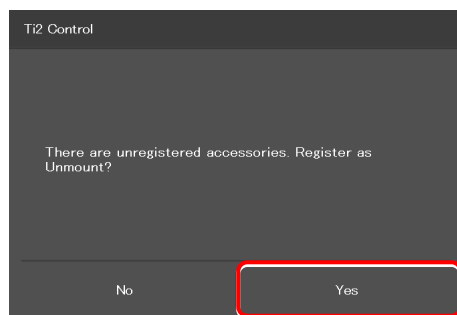 Ti2 Control
There are unregistered accessories. Register as
Unmount?
No
Yes